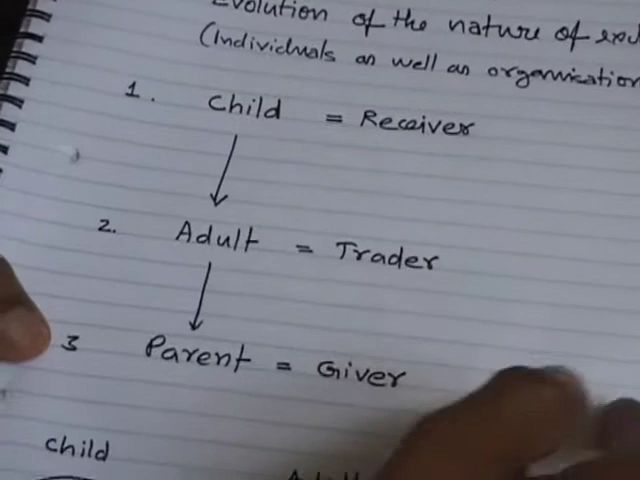 Evolution of the nature of
(Individuals as well as organisation
1. Child = Receiver
2. Adult = Trader
3 Parent = Giver
child